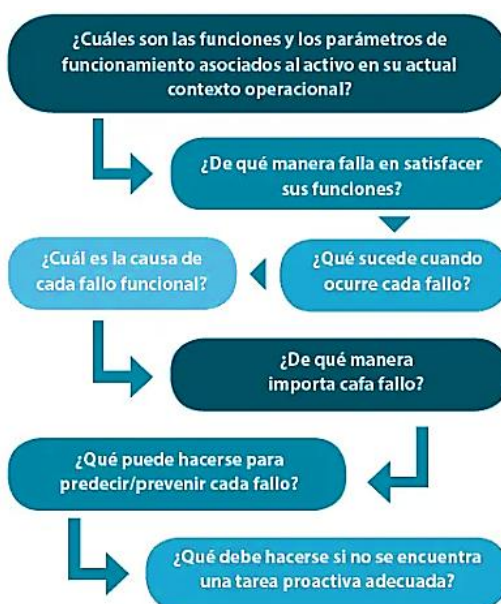 ¿Cuáles son las funciones y los parámetros de
funcionamiento asociados al activo en su actual
contexto operacional?
¿De qué manera falla en satisfacer
sus funciones?
¿Qué sucede cuando
ocurre cada fallo?
¿Cuál es la causa de
cada fallo funcional?
¿De qué manera
importa cafa fallo?
¿Qué puede hacerse para
predecir/prevenir cada fallo?
¿Qué debe hacerse si no se encuentra
una tarea proactiva adecuada?